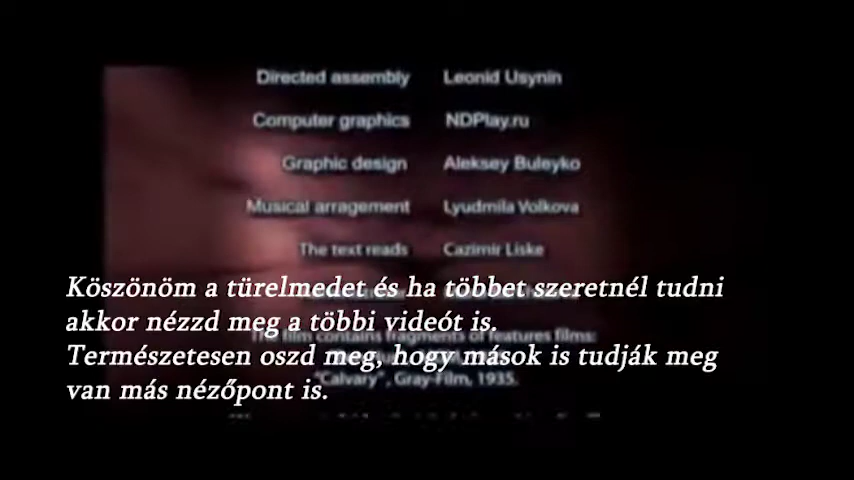 Directed assembly Leonid Usynin
Computer graphics NDPlay.ru
Graphic design Aleksey Buleyko
Musical arragement Lyudmila Volkova
The text reads Cazimir Liske
Köszönöm a türelmedet és ha többet szeretnél tudni
akkor nézzd meg a többi videót is.
The film contains fragments of features films:
Természetesen oszd meg, hogy mások is tudják meg
"Calvary", Gray-Film, 1935.
van más nézőpont is.